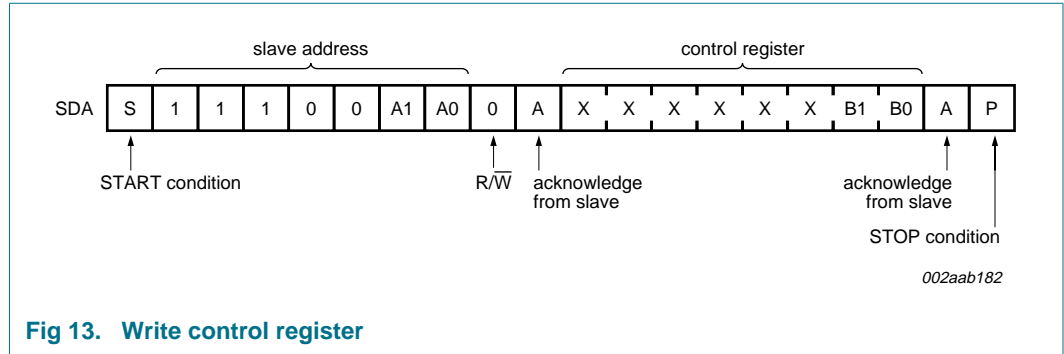 slave address control register
SDA S 1 1 1 0 0 A1 A0 0 A X X X X X X B1 B0 A P
START condition R/W̅ acknowledge from slave acknowledge from slave
STOP condition
002aab182
Fig 13. Write control register